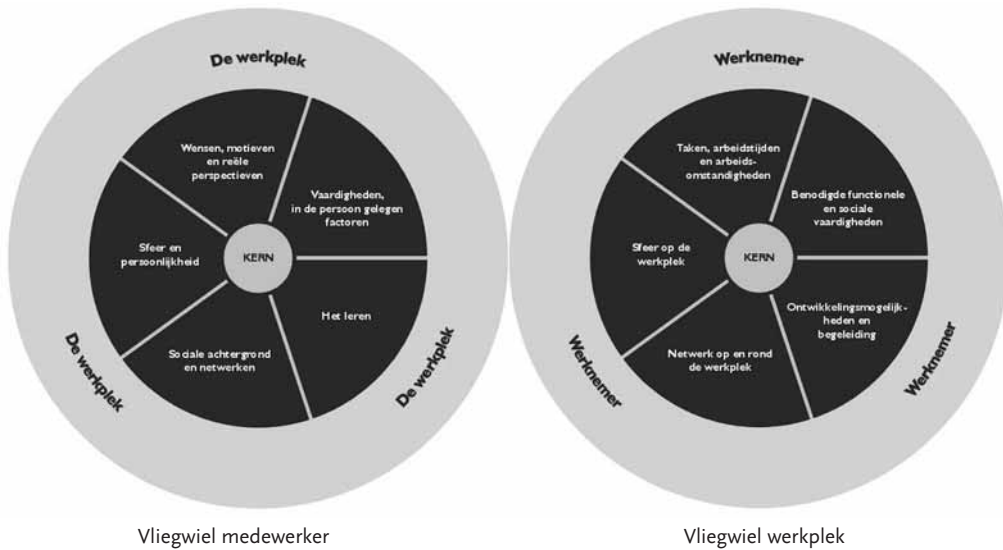 De werkplek
Wensen, motieven
en reële
perspectieven
Vaardigheden,
in de persoon gelegen
factoren
Sfeer en
persoonlijkheid
KERN
Het leren
Sociale achtergrond
en netwerken
De werkplek
De werkplek
Vliegwiel medewerker
Werknemer
Taken, arbeidstijden
en arbeids-
omstandigheden
Benodigde functionele
en sociale
vaardigheden
Sfeer op de
werkplek
KERN
Ontwikkelingsmogelijk-
heden en
begeleiding
Netwerk op en rond
de werkplek
Werknemer
Werknemer
Vliegwiel werkplek